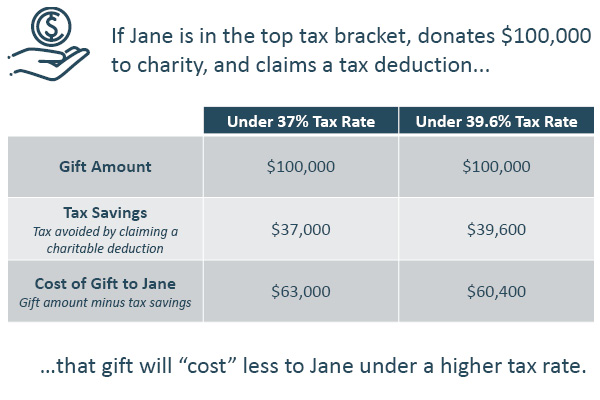 If Jane is in the top tax bracket, donates $100,000
to charity, and claims a tax deduction...
Under 37% Tax Rate Under 39.6% Tax Rate
Gift Amount $100,000 $100,000
Tax Savings
Tax avoided by claiming a
charitable deduction
$37,000 $39,600
Cost of Gift to Jane
Gift amount minus tax savings
$63,000 $60,400
...that gift will “cost” less to Jane under a higher tax rate.